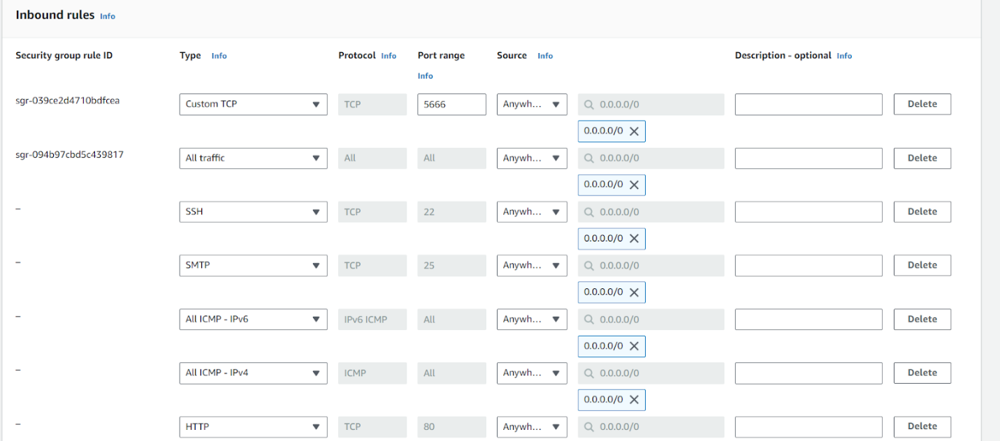 Inbound rules Info
Security group rule ID Type Info Protocol Info Port range Info Source Info Description - optional Info
sgr-039ce2d4710bdfcea Custom TCP TCP 5666 Anywh... 0.0.0.0/0 Delete
0.0.0.0/0
sgr-094b97cbd5c439817 All traffic All All Anywh... 0.0.0.0/0 Delete
0.0.0.0/0
– SSH TCP 22 Anywh... 0.0.0.0/0 Delete
0.0.0.0/0
– SMTP TCP 25 Anywh... 0.0.0.0/0 Delete
0.0.0.0/0
– All ICMP - IPv6 IPv6 ICMP All Anywh... 0.0.0.0/0 Delete
0.0.0.0/0
– All ICMP - IPv4 ICMP All Anywh... 0.0.0.0/0 Delete
0.0.0.0/0
– HTTP TCP 80 Anywh... 0.0.0.0/0 Delete